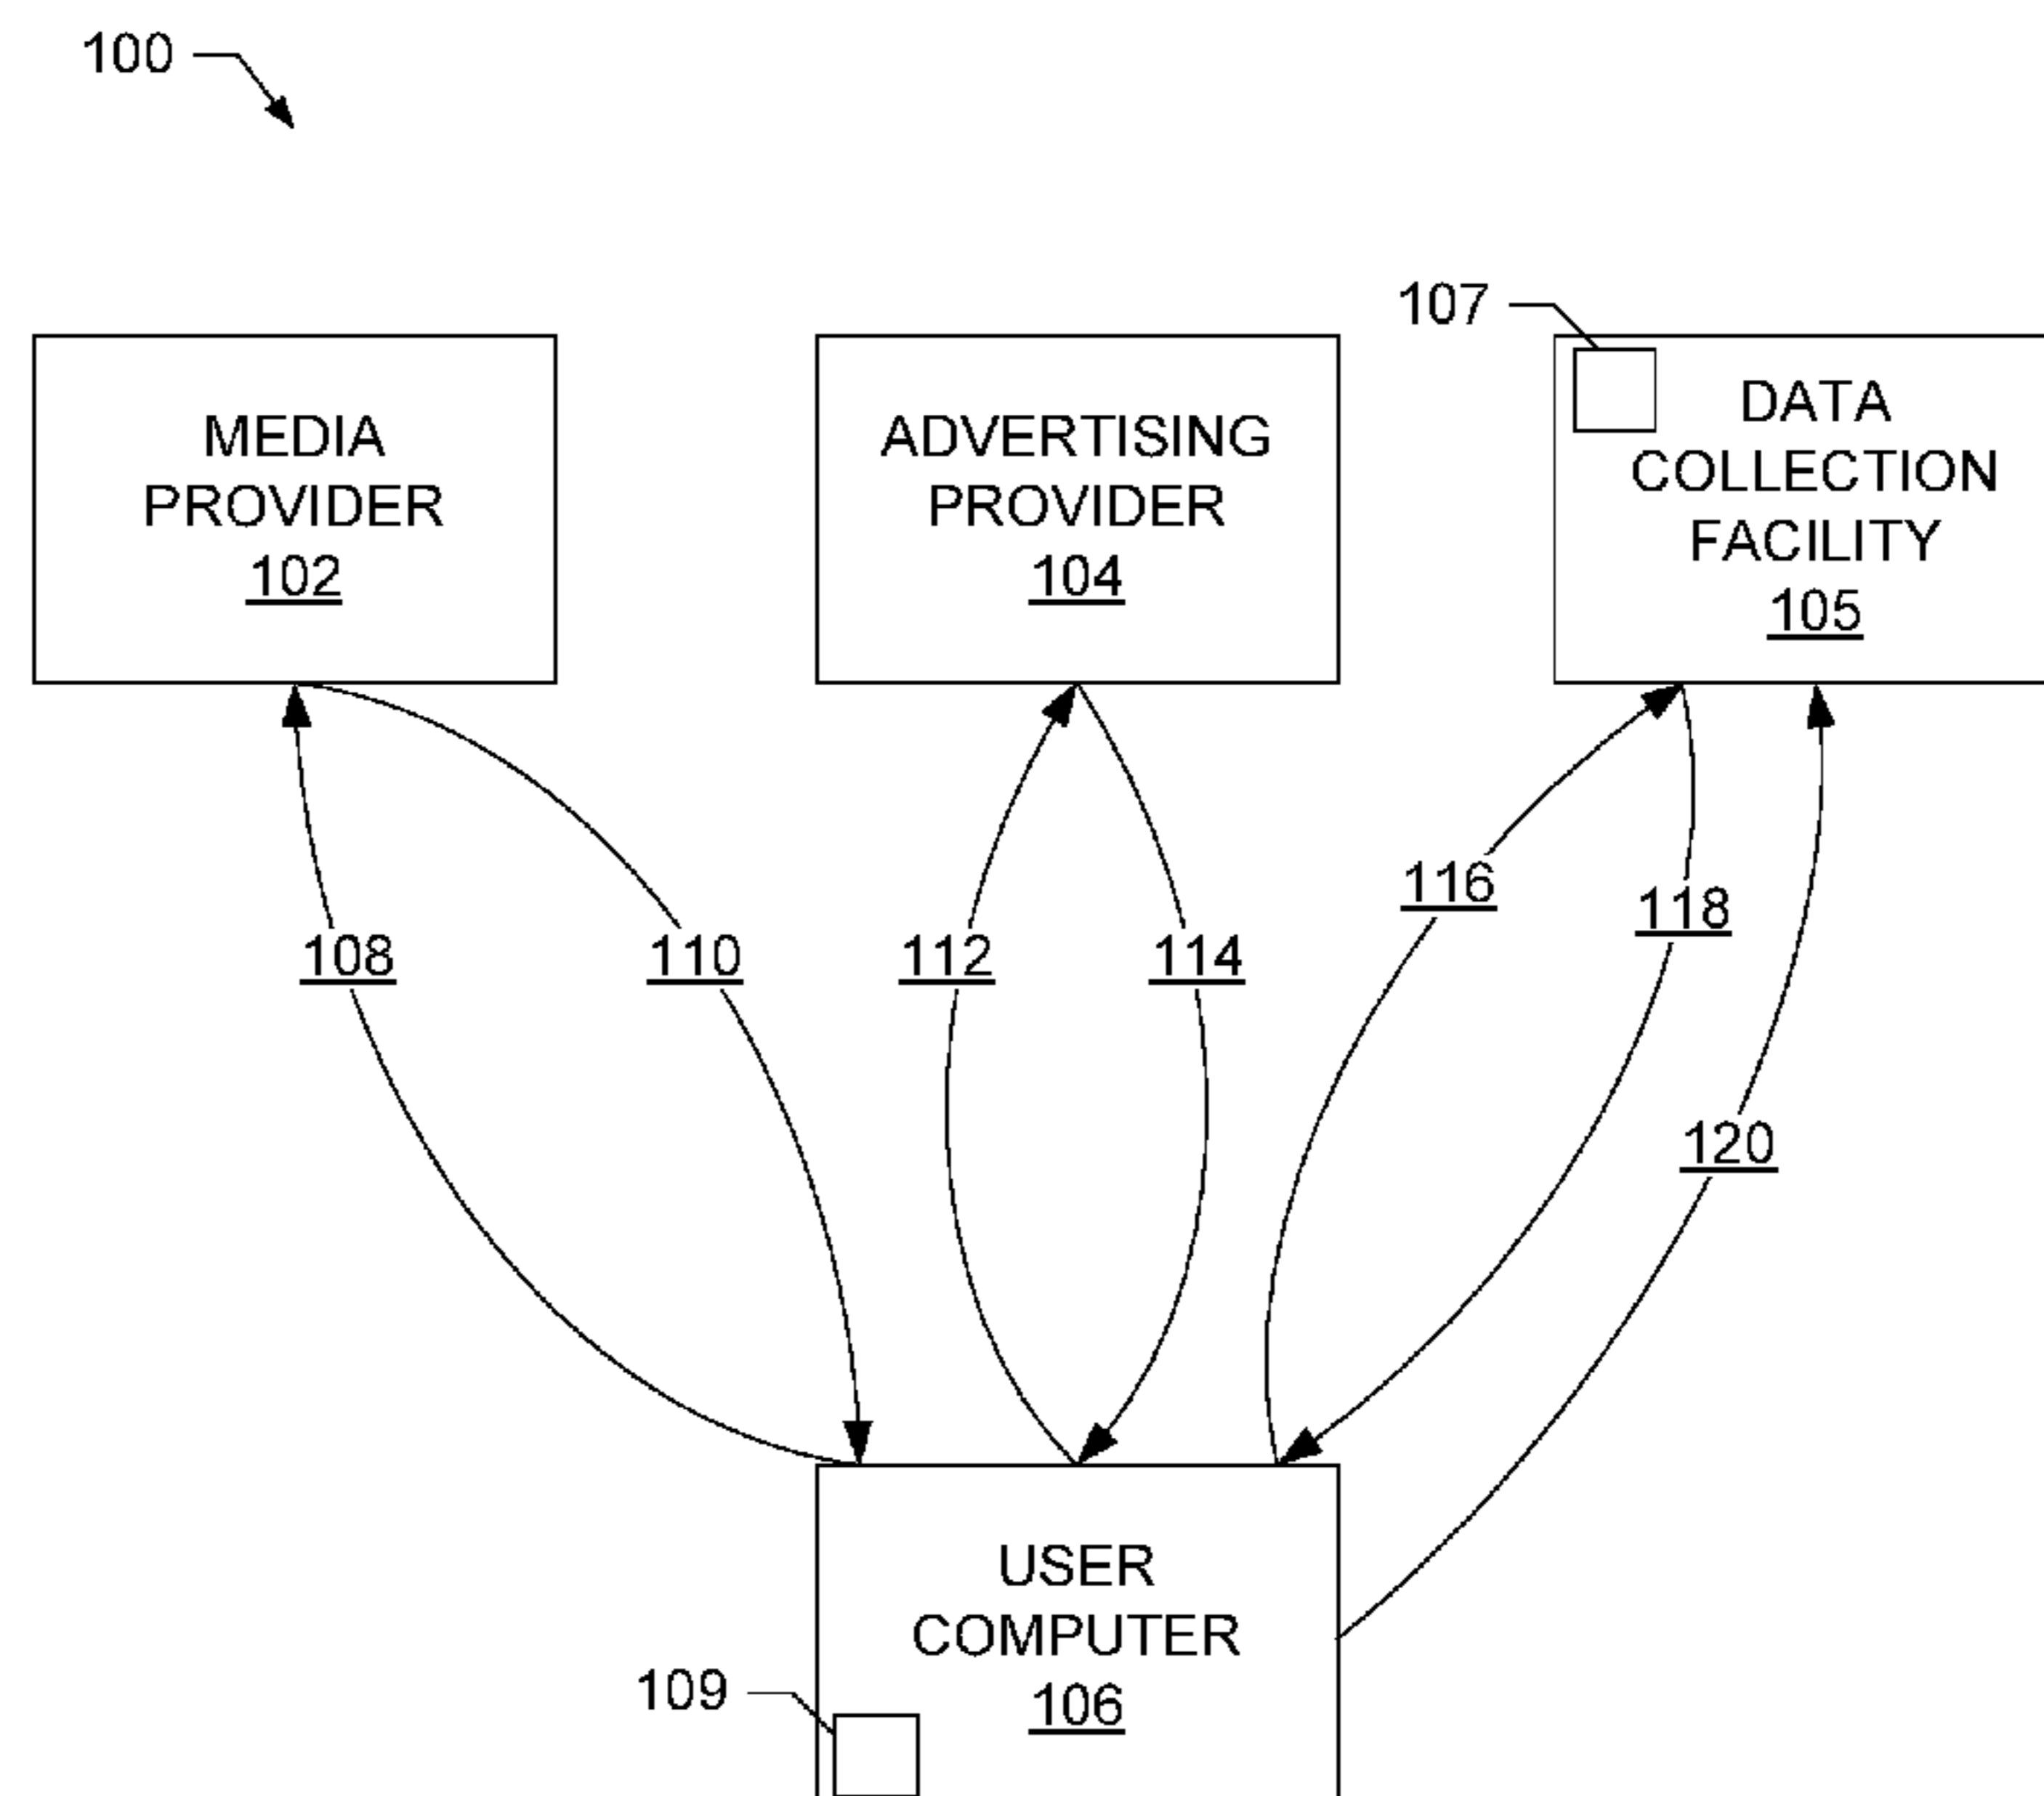 100
107
MEDIA
PROVIDER
102
ADVERTISING
PROVIDER
104
DATA
COLLECTION
FACILITY
105
108
110
112
114
116
118
120
USER
COMPUTER
106
109